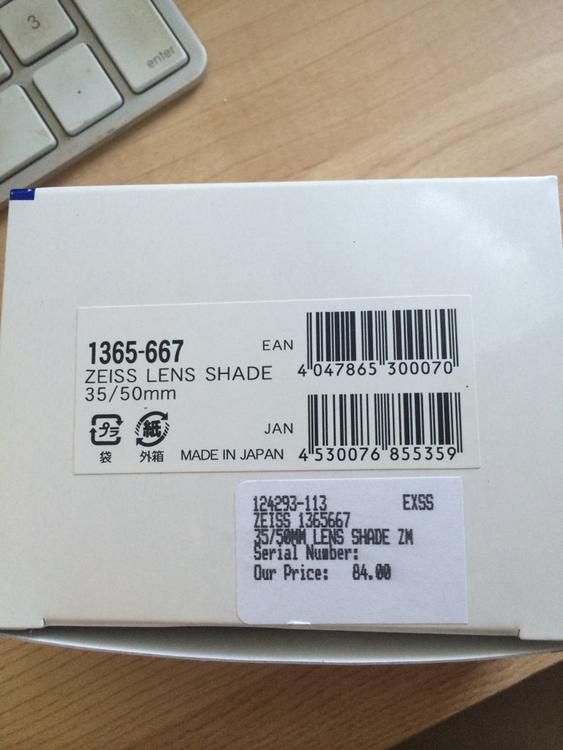 3
enter
1365-667
ZEISS LENS SHADE
35/50mm
EAN
4 047865 300070
JAN
4 530076 855359
プラ
紙
袋
外箱
MADE IN JAPAN
124293-113 EXSS
ZEISS 1365667
35/50MM LENS SHADE ZM
Serial Number:
Our Price: 84.00